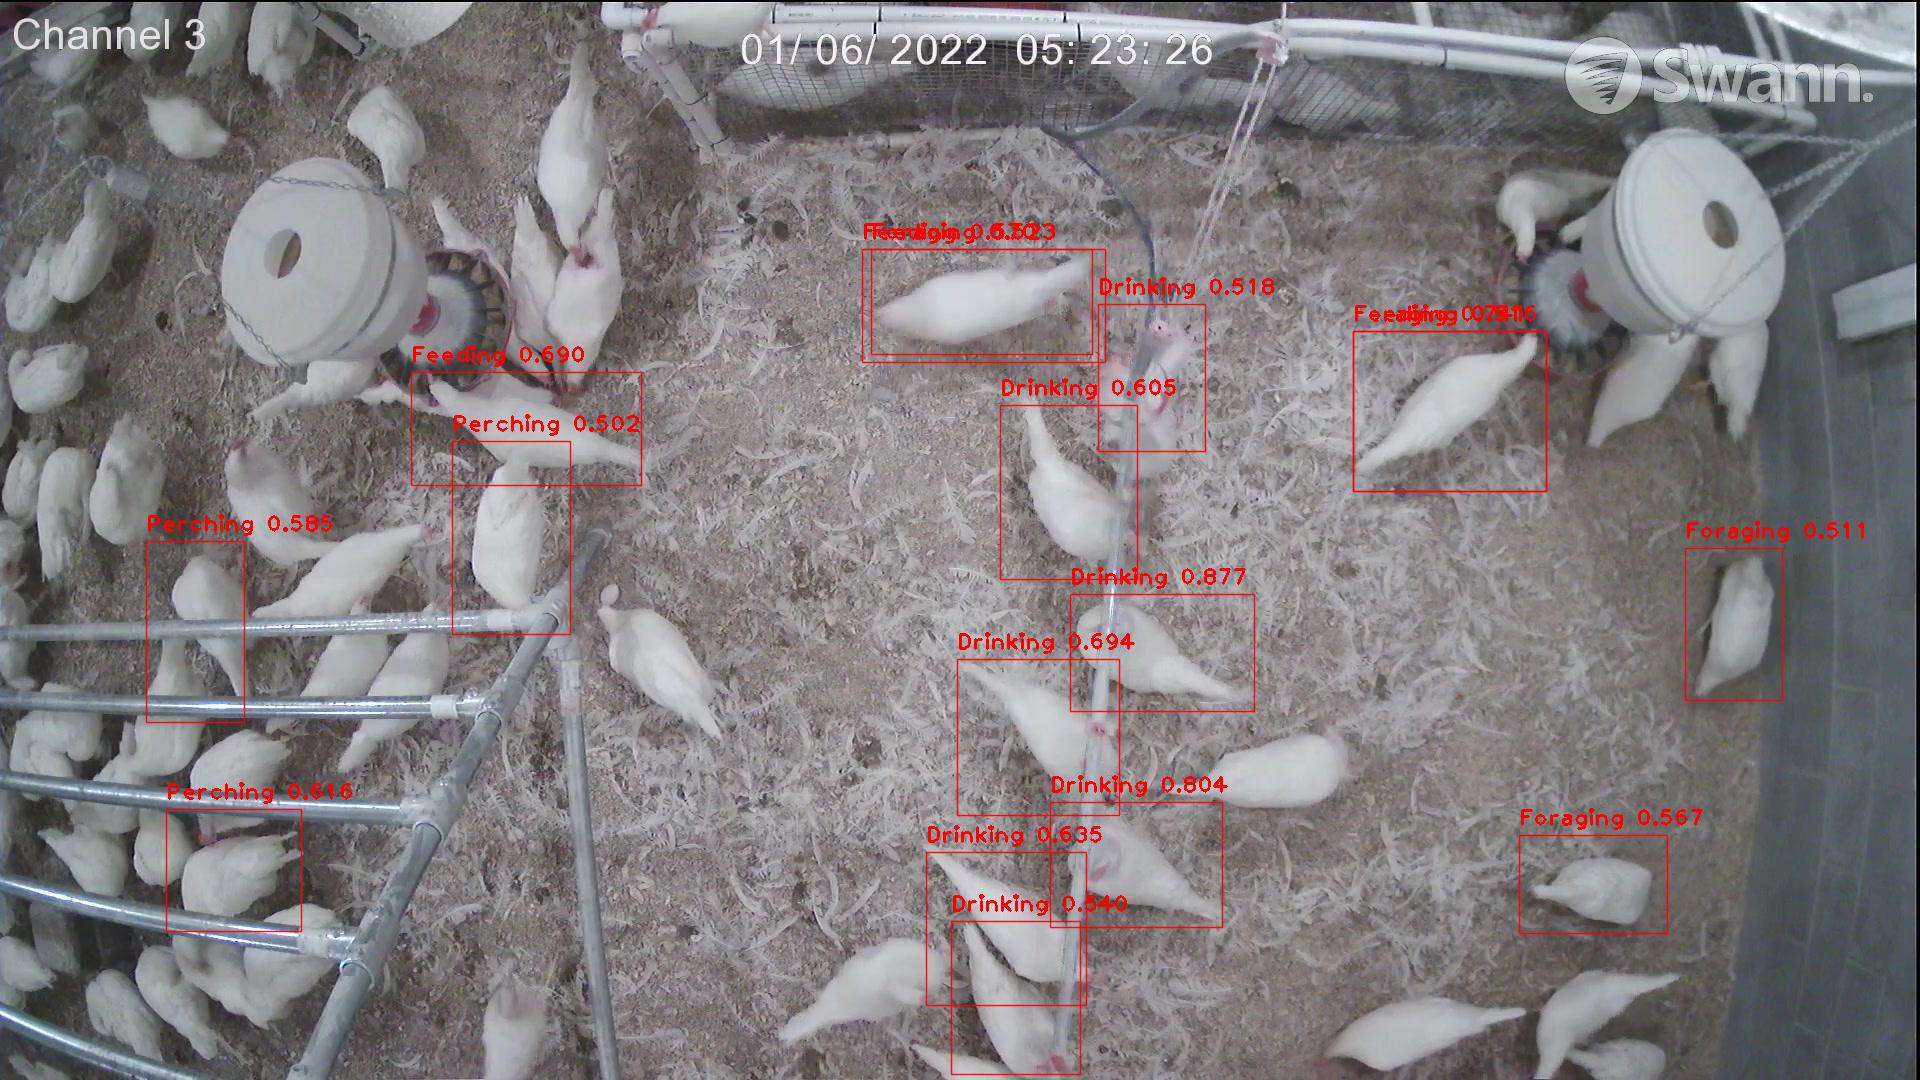 Channel 3
01/06/2022 05:23:26
Swann.
Drinking 0.518
Feeding 0.690
Drinking 0.605
Perching 0.502
Perching 0.585
Foraging 0.511
Drinking 0.877
Drinking 0.694
Drinking 0.804
Perching 0.616
Foraging 0.567
Drinking 0.635
Drinking 0.540